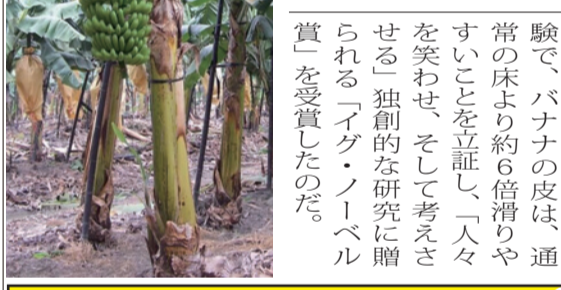 験で、バナナの皮は、通
常の床より約６倍滑りや
すいことを立証し、「人々
を笑わせ、そして考えさ
せる」独創的な研究に贈
られる「イグ・ノーベル
賞」を受賞したのだ。